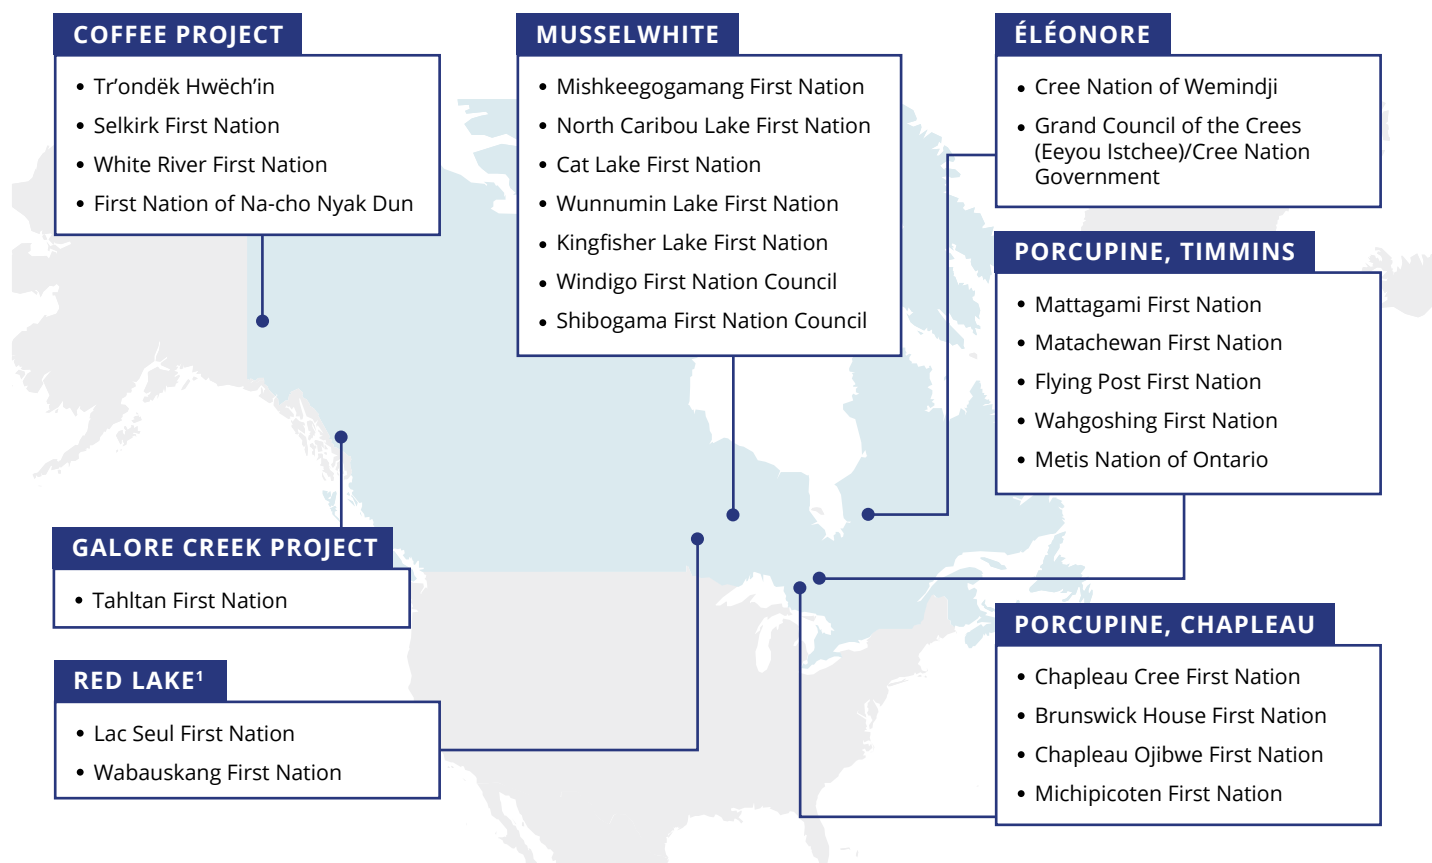 COFFEE PROJECT
• Tr’ondëk Hwëch’in
• Selkirk First Nation
• White River First Nation
• First Nation of Na-cho Nyak Dun
MUSSELWHITE
• Mishkeegogamang First Nation
• North Caribou Lake First Nation
• Cat Lake First Nation
• Wunnumin Lake First Nation
• Kingfisher Lake First Nation
• Windigo First Nation Council
• Shibogama First Nation Council
ÉLÉONORE
• Cree Nation of Wemindji
• Grand Council of the Crees
(Eeyou Istchee)/Cree Nation
Government
PORCUPINE, TIMMINS
• Mattagami First Nation
• Matachewan First Nation
• Flying Post First Nation
• Wahgoshing First Nation
• Metis Nation of Ontario
GALORE CREEK PROJECT
• Tahltan First Nation
RED LAKE¹
• Lac Seul First Nation
• Wabauskang First Nation
PORCUPINE, CHAPLEAU
• Chapleau Cree First Nation
• Brunswick House First Nation
• Chapleau Ojibwe First Nation
• Michipicoten First Nation